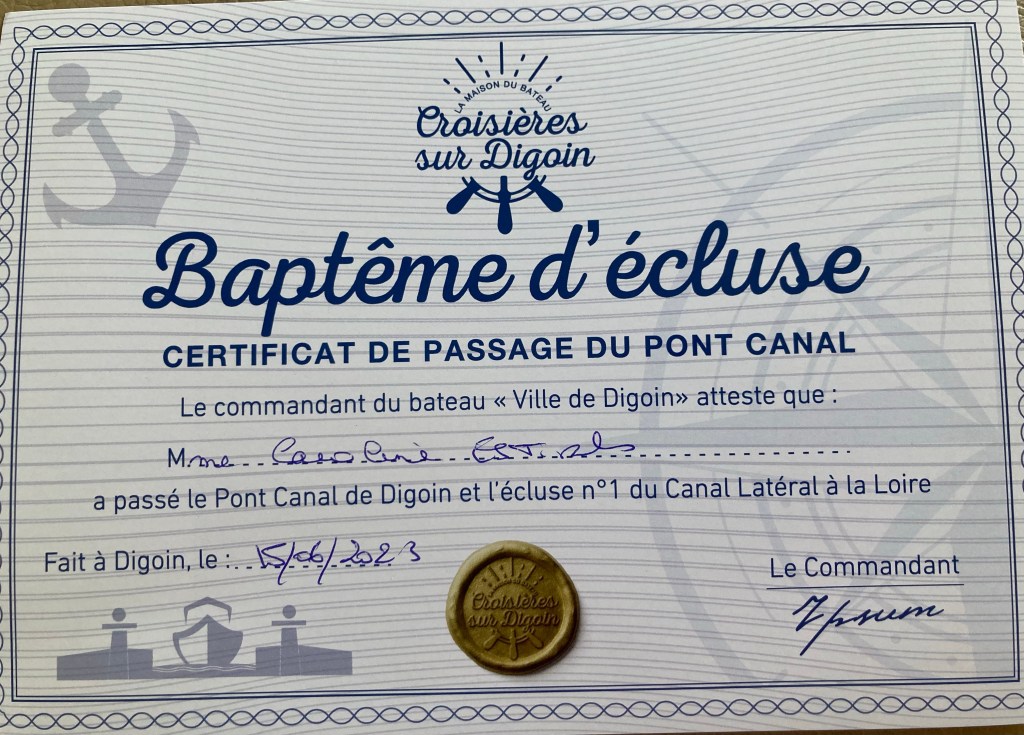 LA MAISON DU BATEAU
Croisières
sur Digoin
Baptême d'écluse
CERTIFICAT DE PASSAGE DU PONT CANAL
Le commandant du bateau « Ville de Digoin» atteste que :
Mme Caroline
a passé le Pont Canal de Digoin et l'écluse n°1 du Canal Latéral à la Loire
Fait à Digoin, le : 15/06/2023
Le Commandant
Ipsum
Croisières
sur Digoin